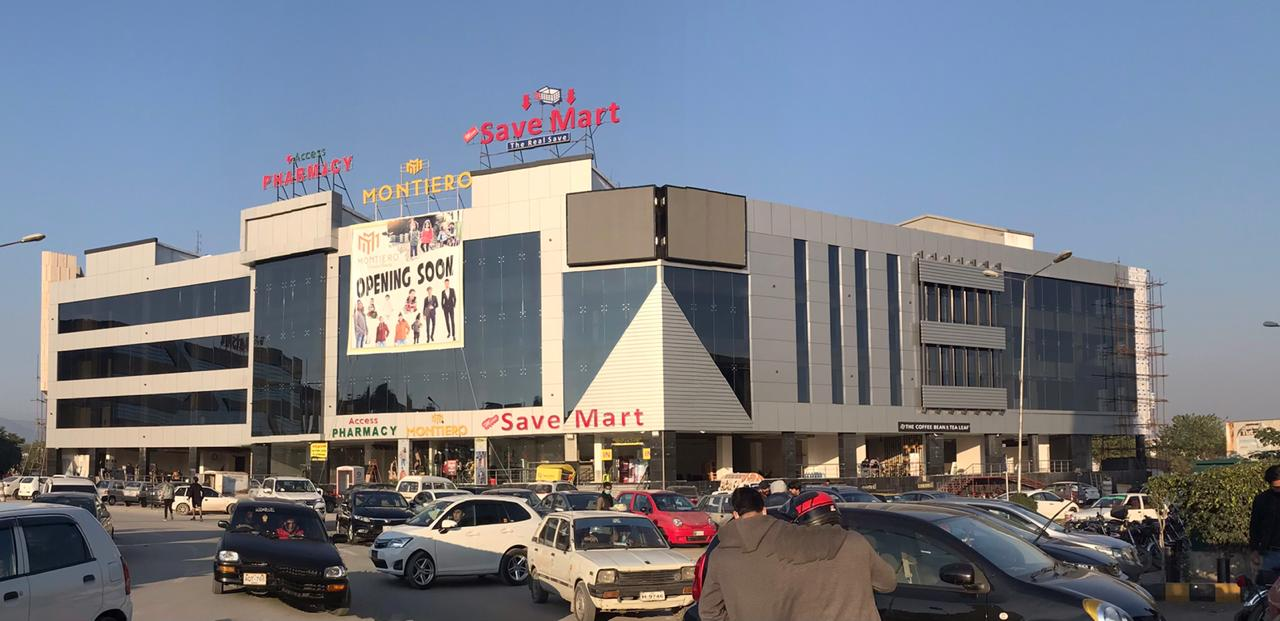 Save Mart
The Real Save
Access
PHARMACY
MONTIERO
MONTIERO
OPENING SOON
Access
PHARMACY
MONTIERO
Save Mart
THE COFFEE BEAN & TEA LEAF
IN